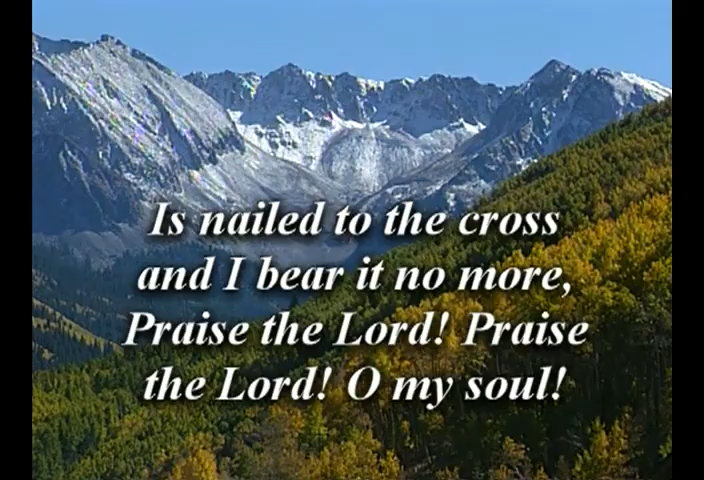 Is nailed to the cross
and I bear it no more,
Praise the Lord! Praise
the Lord! O my soul!